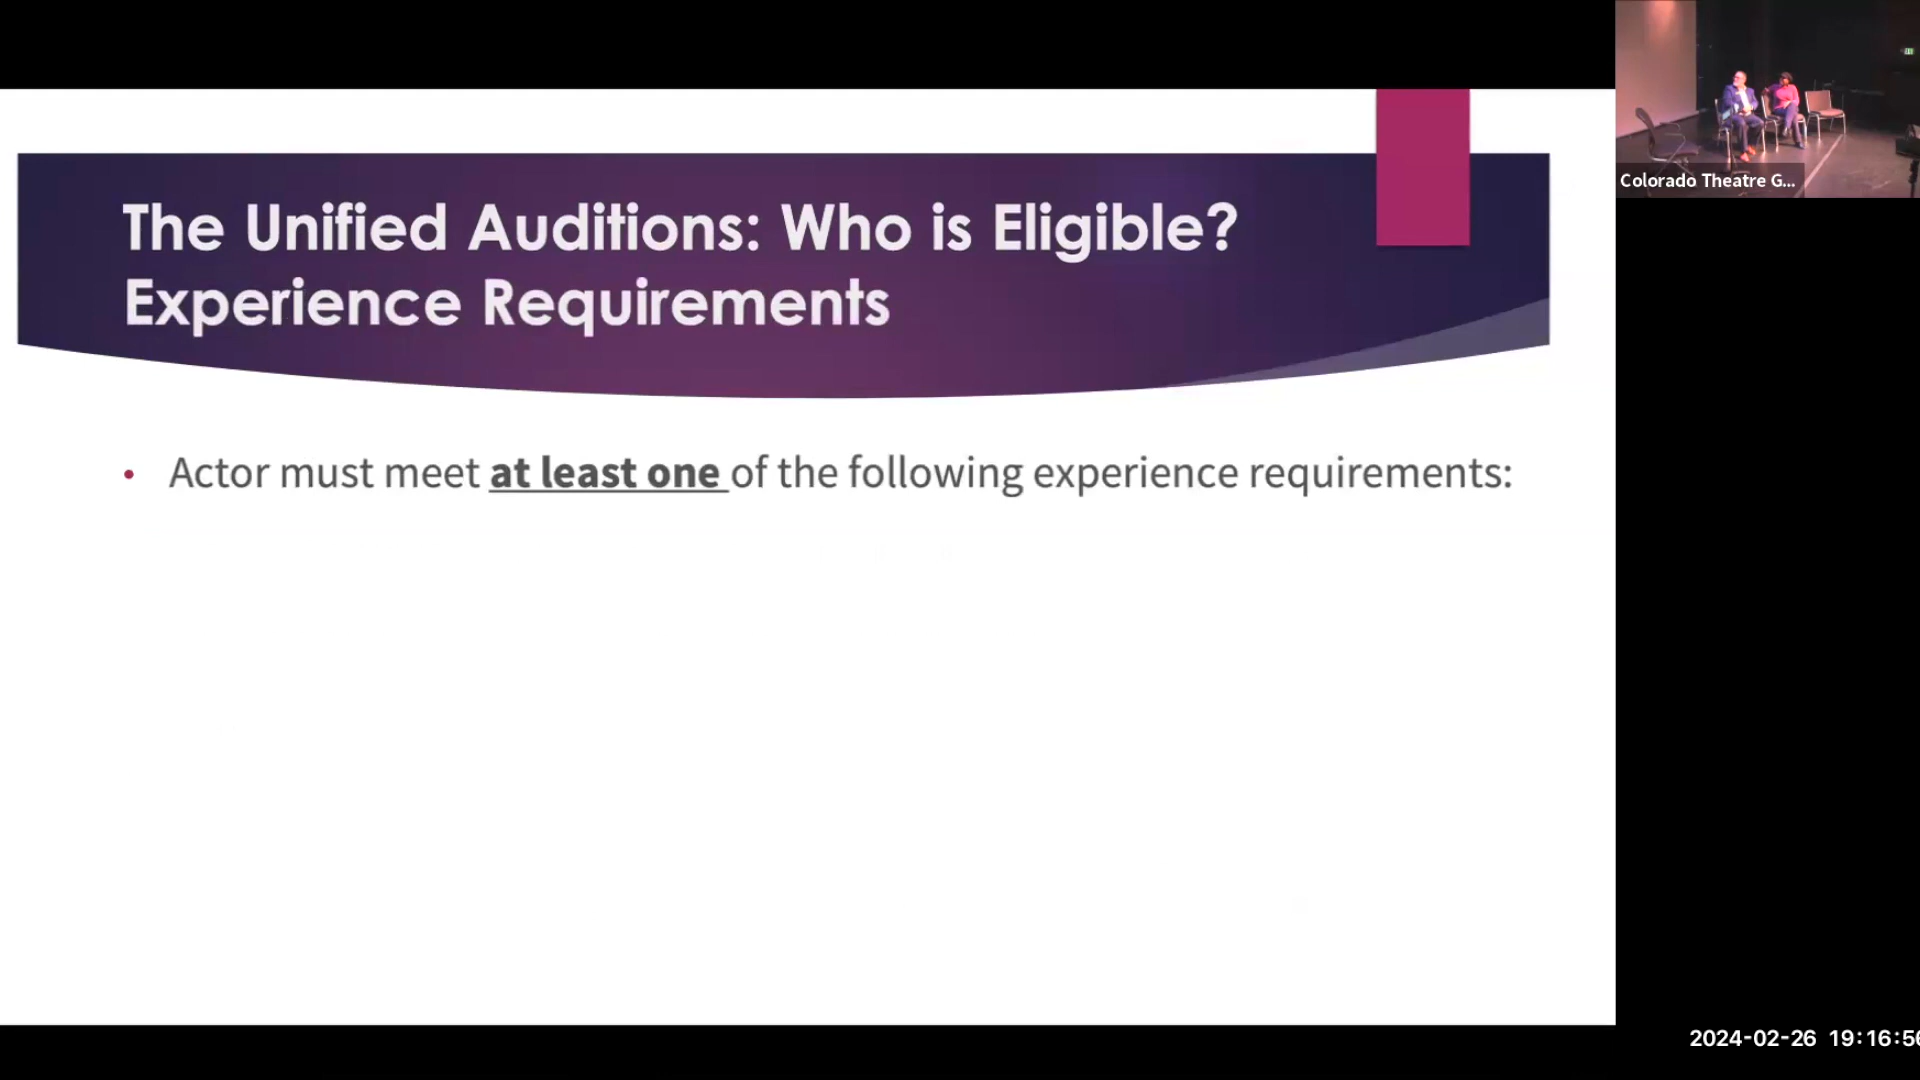 The Unified Auditions: Who is Eligible?
Experience Requirements
• Actor must meet at least one of the following experience requirements:
Colorado Theatre G...
2024-02-26 19:16:56